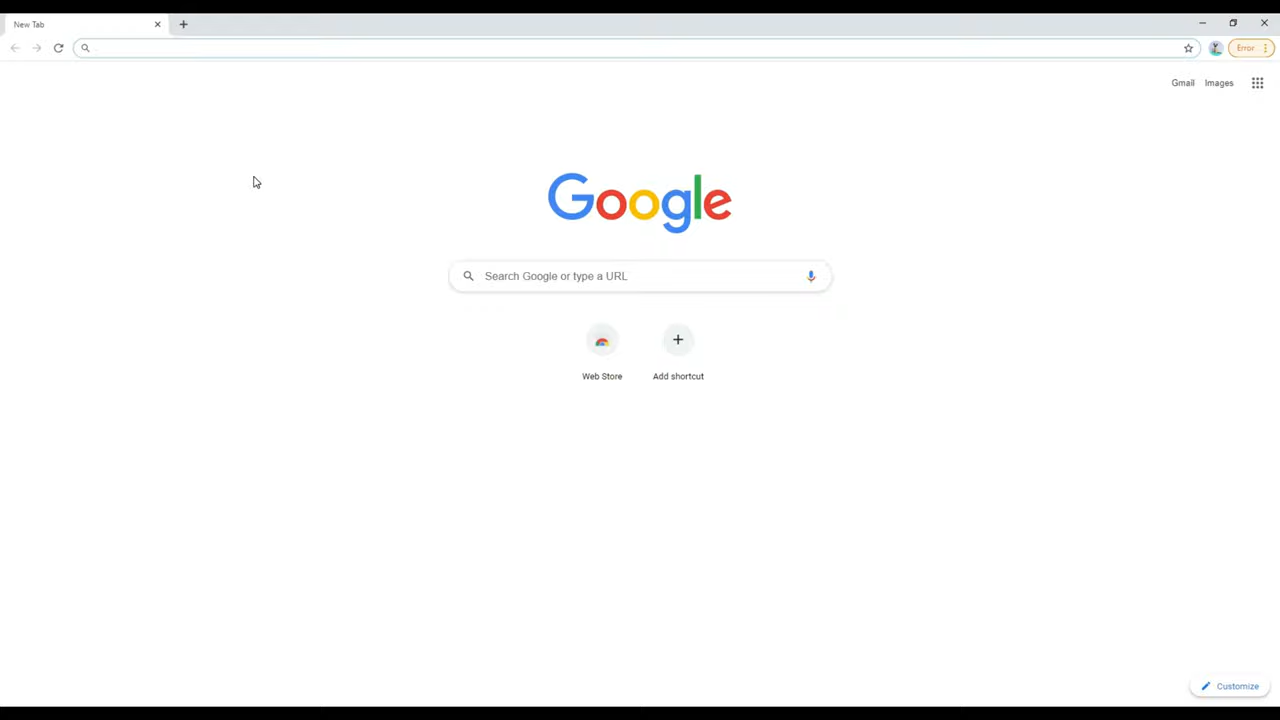 New Tab
Error
Gmail Images
Google
Search Google or type a URL
Web Store Add shortcut
Customize